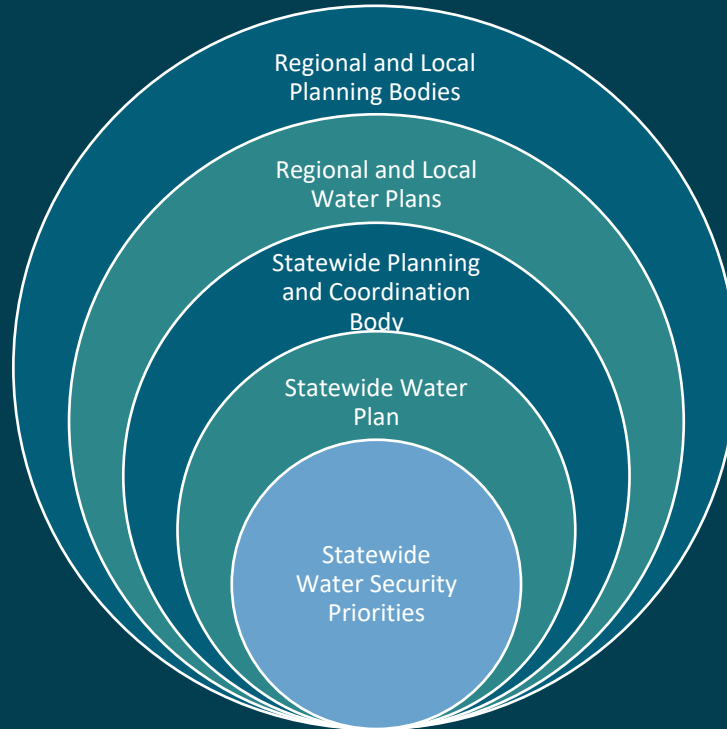 Regional and Local
Planning Bodies
Regional and Local
Water Plans
Statewide Planning
and Coordination
Body
Statewide Water
Plan
Statewide
Water Security
Priorities